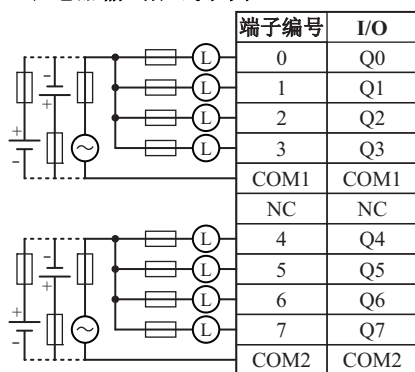 端子编号 I/O
L 0 Q0
L 1 Q1
L 2 Q2
L 3 Q3
COM1 COM1
NC NC
L 4 Q4
L 5 Q5
L 6 Q6
L 7 Q7
COM2 COM2